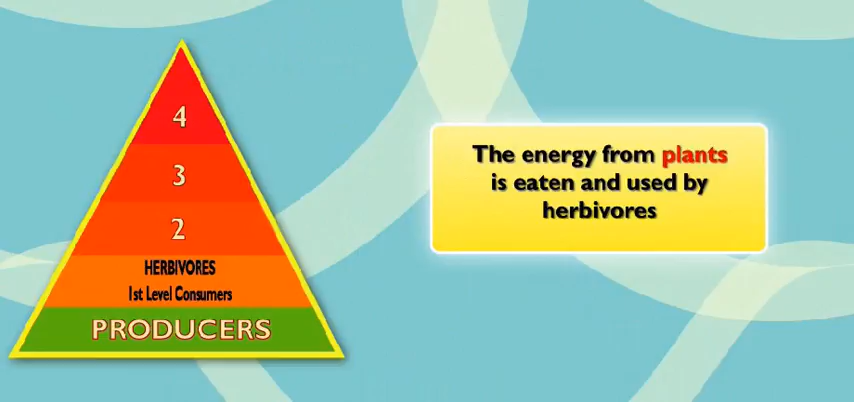 4
3
2
HERBIVORES
1st Level Consumers
PRODUCERS
The energy from plants
is eaten and used by
herbivores